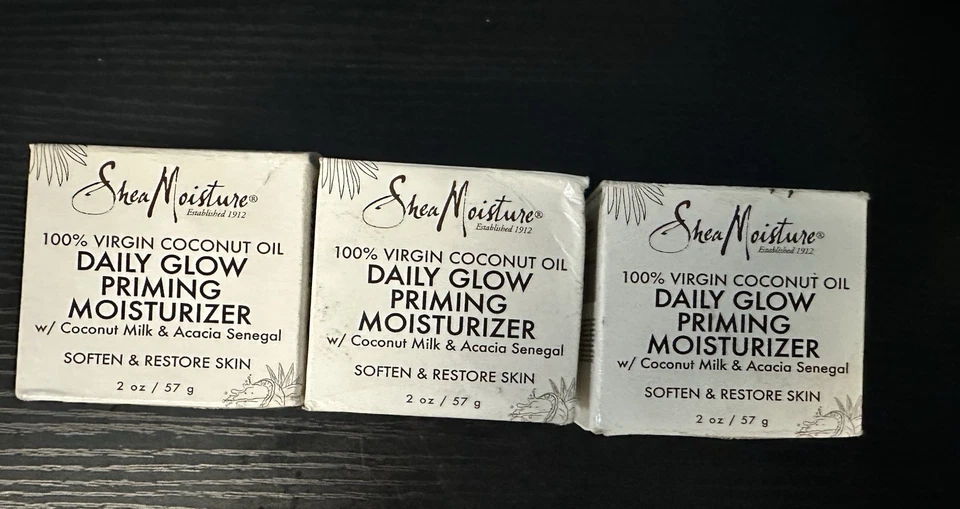 SheaMoisture®
Established 1912
100% VIRGIN COCONUT OIL
DAILY GLOW
PRIMING
MOISTURIZER
w/ Coconut Milk & Acacia Senegal
SOFTEN & RESTORE SKIN
2 oz / 57 g
SheaMoisture®
Established 1912
100% VIRGIN COCONUT OIL
DAILY GLOW
PRIMING
MOISTURIZER
w/ Coconut Milk & Acacia Senegal
SOFTEN & RESTORE SKIN
2 oz / 57 g
SheaMoisture®
Established 1912
100% VIRGIN COCONUT OIL
DAILY GLOW
PRIMING
MOISTURIZER
w/ Coconut Milk & Acacia Senegal
SOFTEN & RESTORE SKIN
2 oz / 57 g